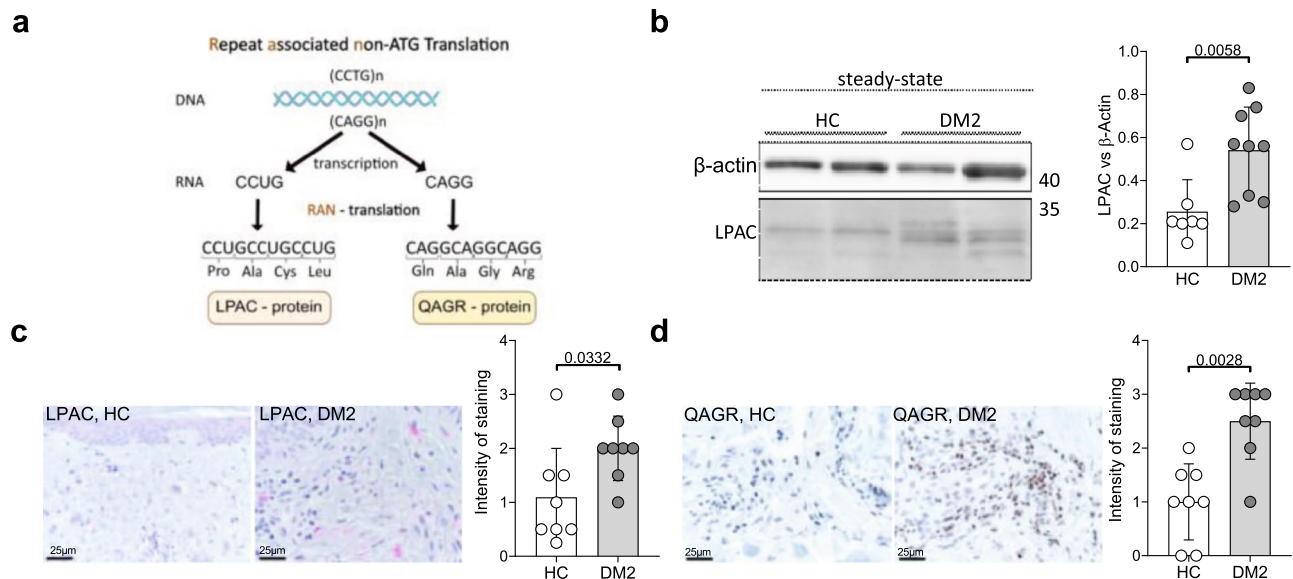 a
Repeat associated non-ATG Translation
(CCTG)n
DNA
(CAGG)n
transcription
RNA
CCUG
CAGG
RAN - translation
CCUGCCUGCCUG
CAGGCAGGCAGG
Pro Ala Cys Leu
Gln Ala Gly Arg
LPAC - protein
QAGR - protein
b
steady-state
HC
DM2
β-actin
40
35
LPAC
LPAC vs β-Actin
1.0
0.8
0.6
0.4
0.2
0.0
0.0058
HC
DM2
c
LPAC, HC
25µm
LPAC, DM2
25µm
Intensity of staining
4
3
2
1
0
0.0332
HC
DM2
d
QAGR, HC
25µm
QAGR, DM2
25µm
Intensity of staining
4
3
2
1
0
0.0028
HC
DM2